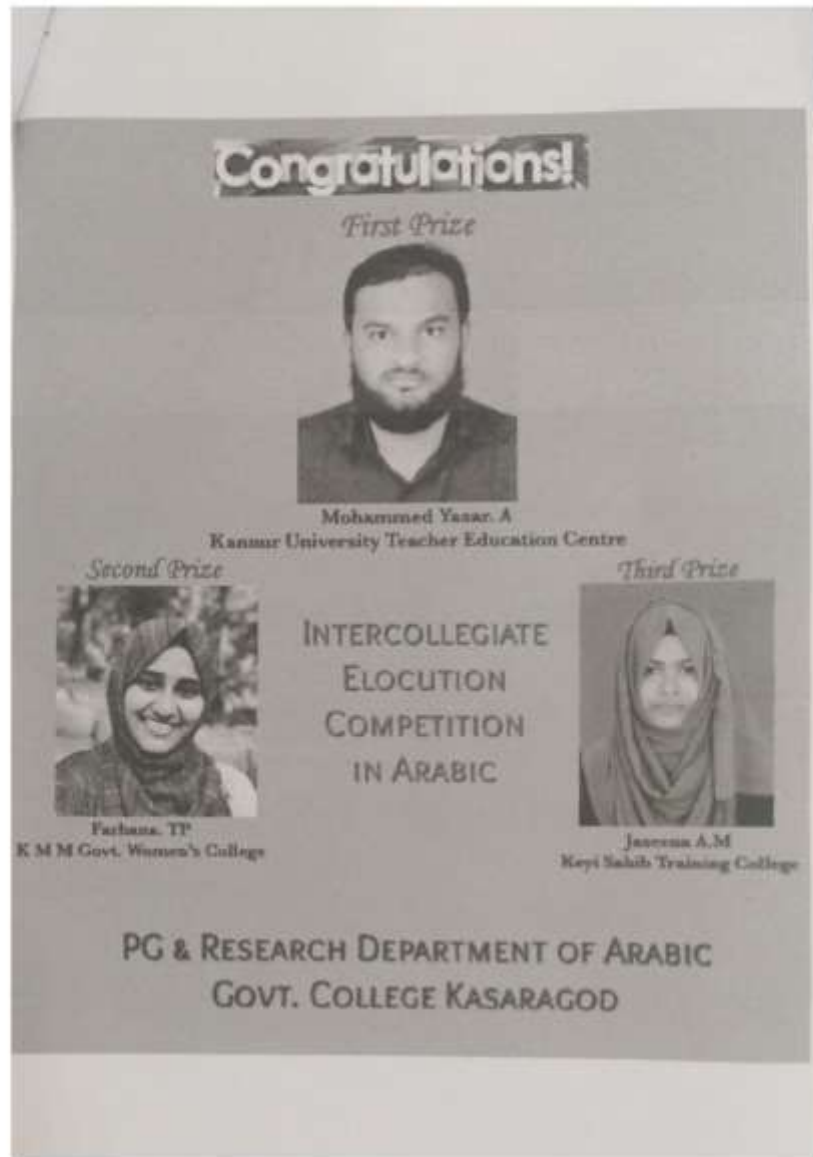 Congratulations!
First Prize
Mohammed Yasar. A
Kannur University Teacher Education Centre
Second Prize
Third Prize
INTERCOLLEGIATE
ELOCUTION
COMPETITION
IN ARABIC
Farhana. TP
K M M Govt. Women's College
Jaseena A.M
Keyi Sahib Training College
PG & RESEARCH DEPARTMENT OF ARABIC
GOVT. COLLEGE KASARAGOD